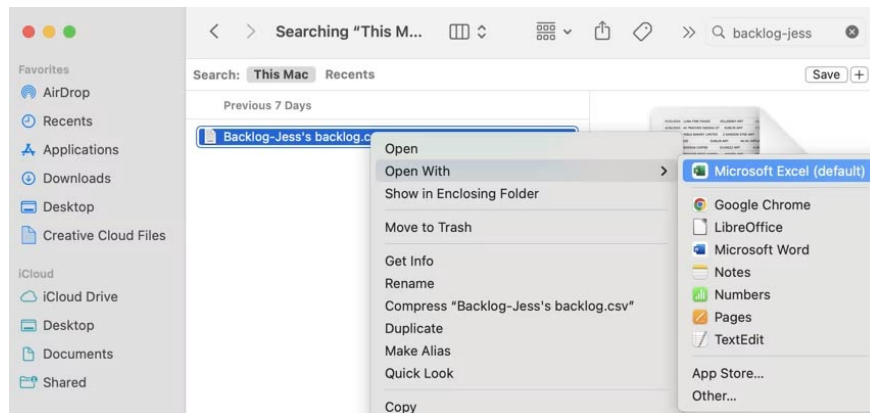 Searching “This M...
backlog-jess
Favorites
AirDrop
Recents
Applications
Downloads
Desktop
Creative Cloud Files
iCloud
iCloud Drive
Desktop
Documents
Shared
Search: This Mac Recents
Save +
Previous 7 Days
Backlog-Jess's backlog.c
Open
Open With
Show in Enclosing Folder
Move to Trash
Get Info
Rename
Compress “Backlog-Jess's backlog.csv”
Duplicate
Make Alias
Quick Look
Copy
Microsoft Excel (default)
Google Chrome
LibreOffice
Microsoft Word
Notes
Numbers
Pages
TextEdit
App Store...
Other...